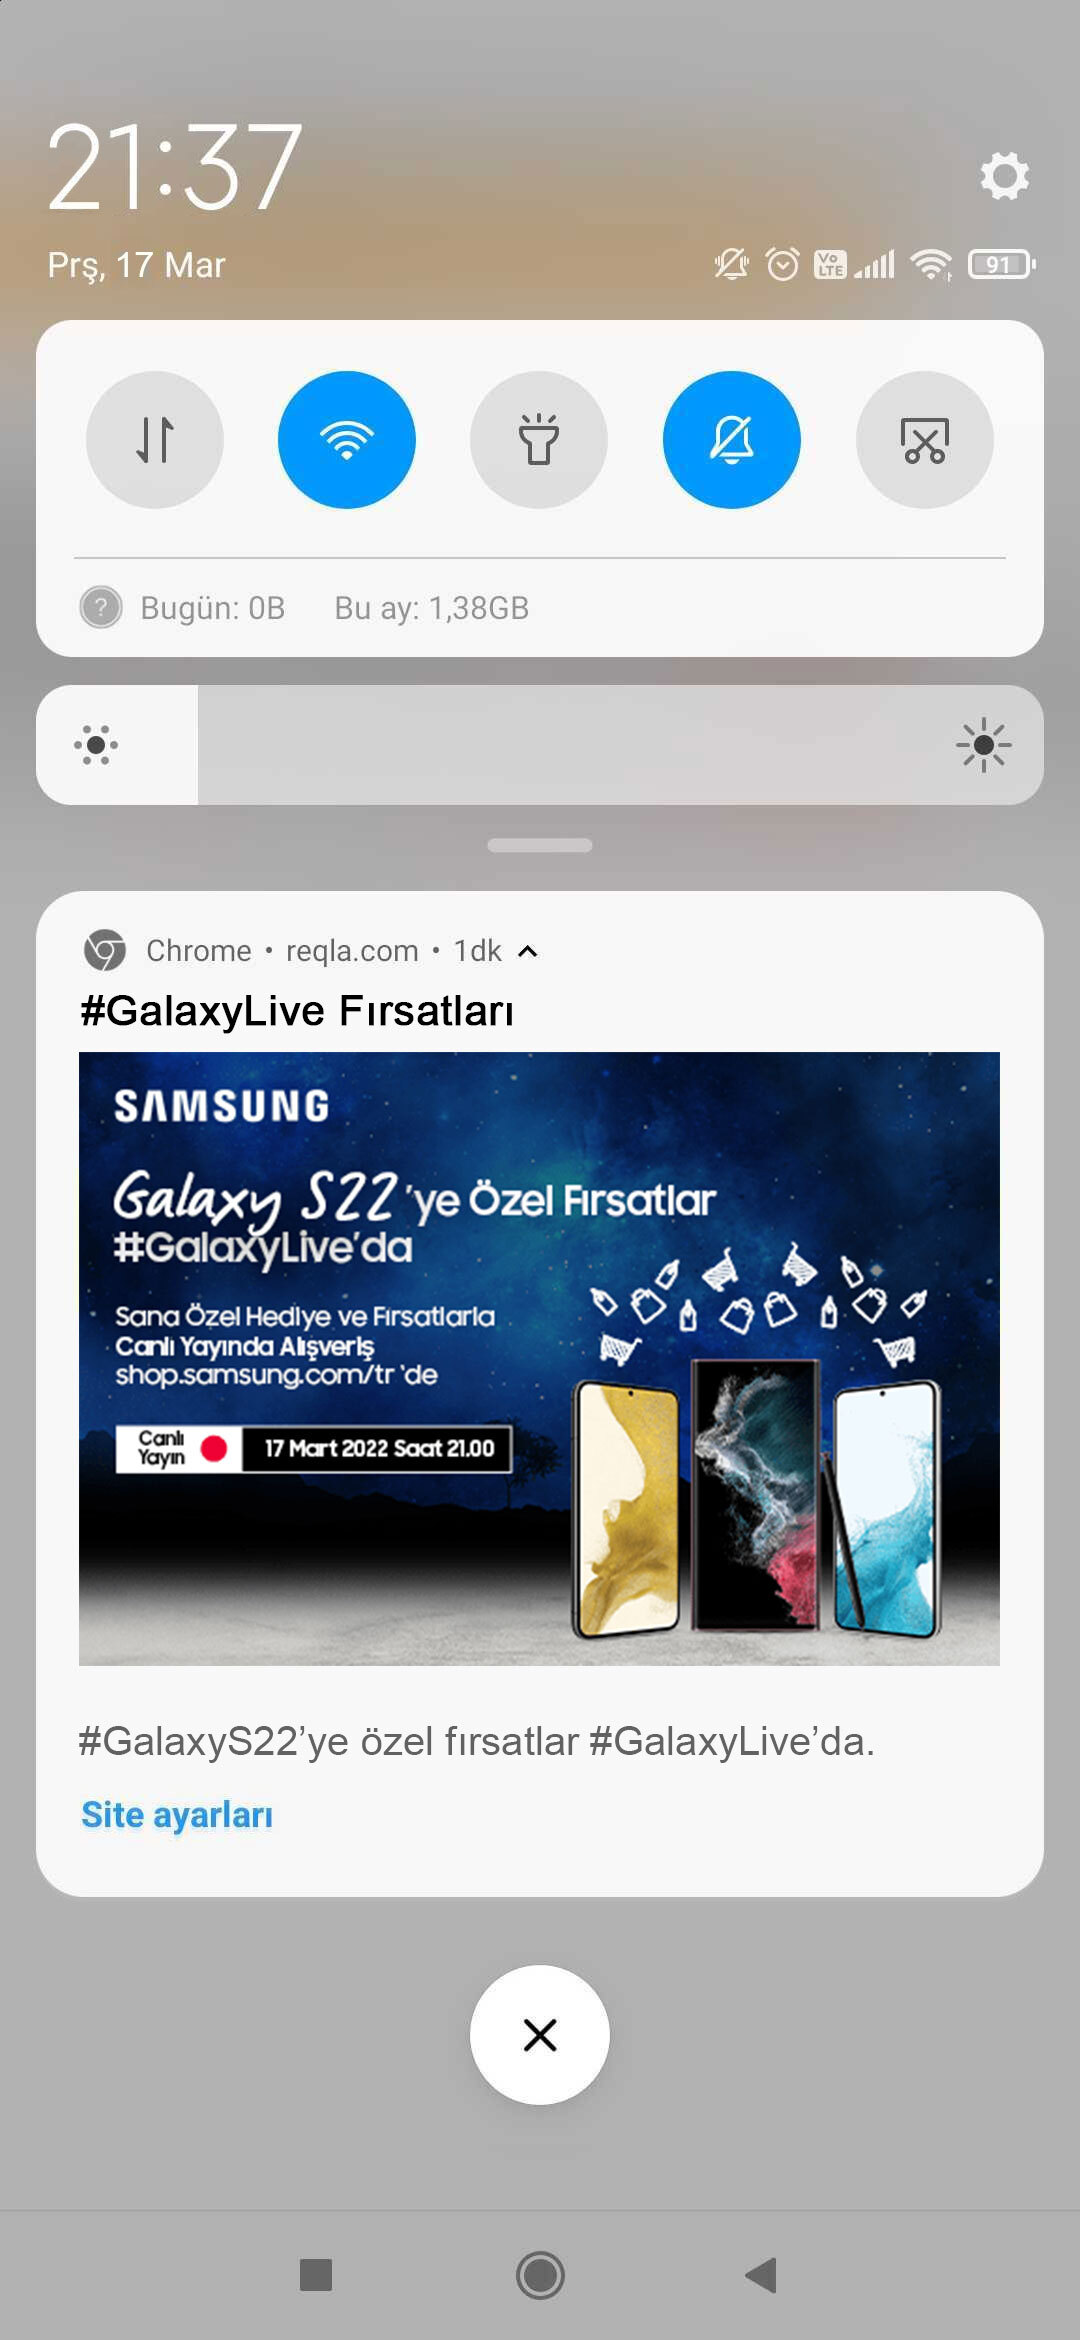 21:37
Prş, 17 Mar
Vo LTE
91
Bugün: 0B Bu ay: 1,38GB
Chrome • reqla.com • 1dk
#GalaxyLive Fırsatları
SAMSUNG
Galaxy S22'ye Özel Fırsatlar
#GalaxyLive'da
Sana Özel Hediye ve Fırsatlarla
Canlı Yayında Alışveriş
shop.samsung.com/tr 'de
Canlı
Yayın
17 Mart 2022 Saat 21.00
#GalaxyS22’ye özel fırsatlar #GalaxyLive’da.
Site ayarları